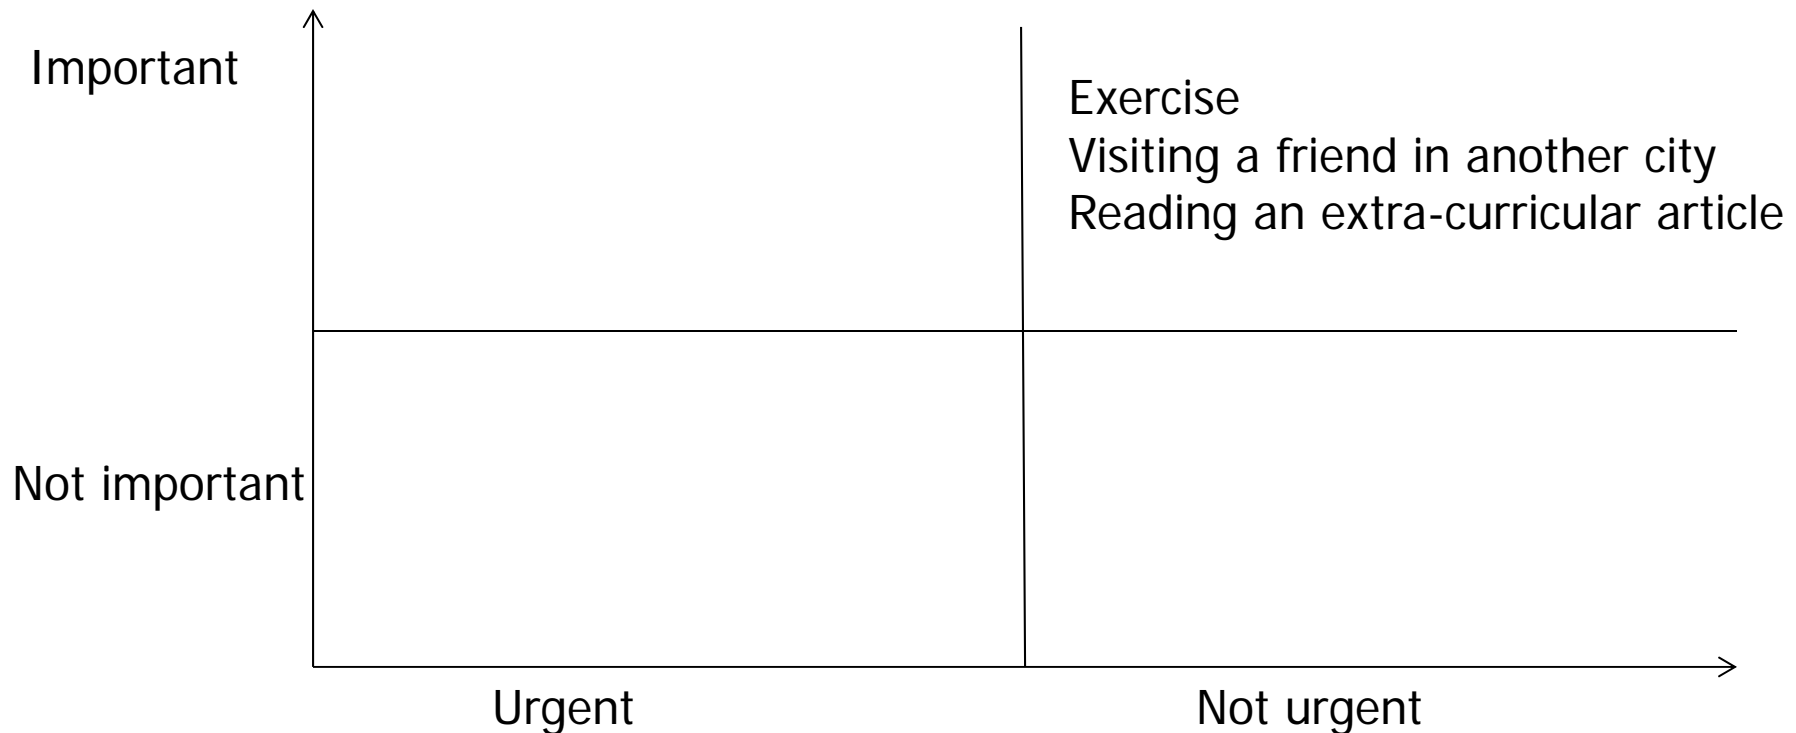 Important
Exercise
Visiting a friend in another city
Reading an extra-curricular article
Not important
Urgent
Not urgent